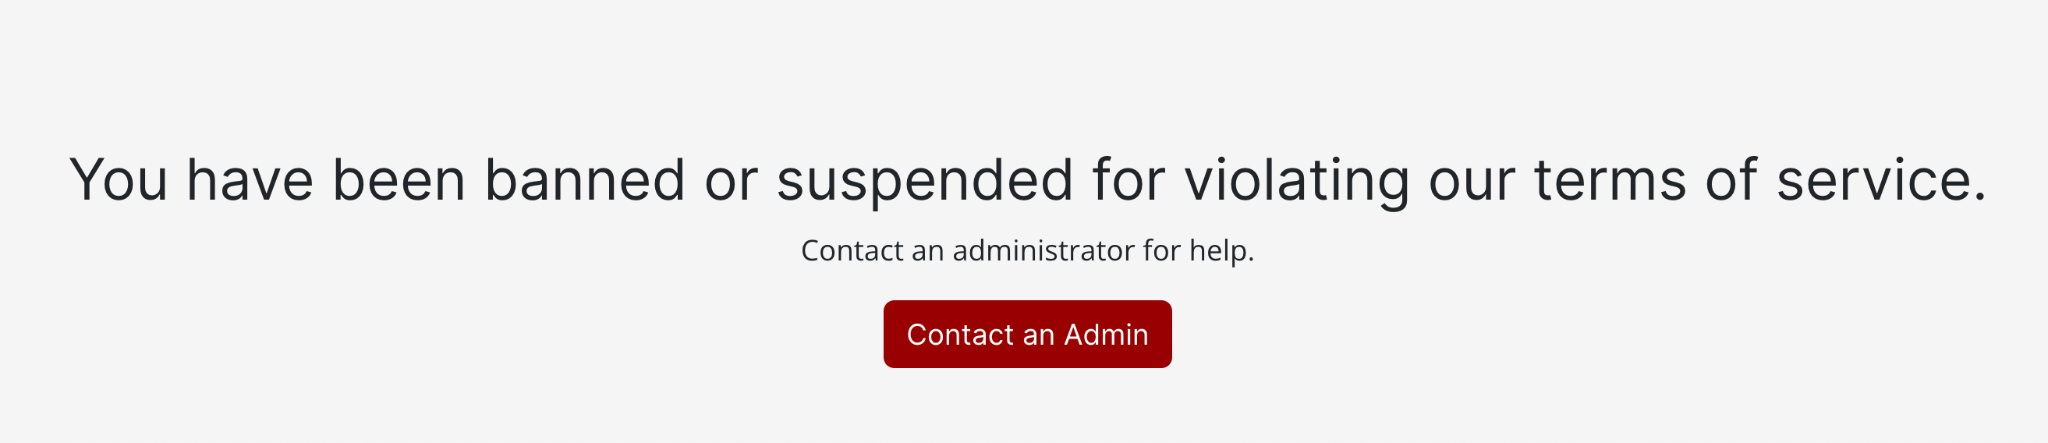 You have been banned or suspended for violating our terms of service.
Contact an administrator for help.
Contact an Admin